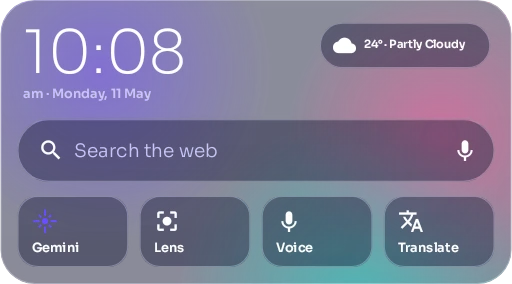 10:08
24° · Partly Cloudy
am · Monday, 11 May
Search the web
Gemini
Lens
Voice
Translate